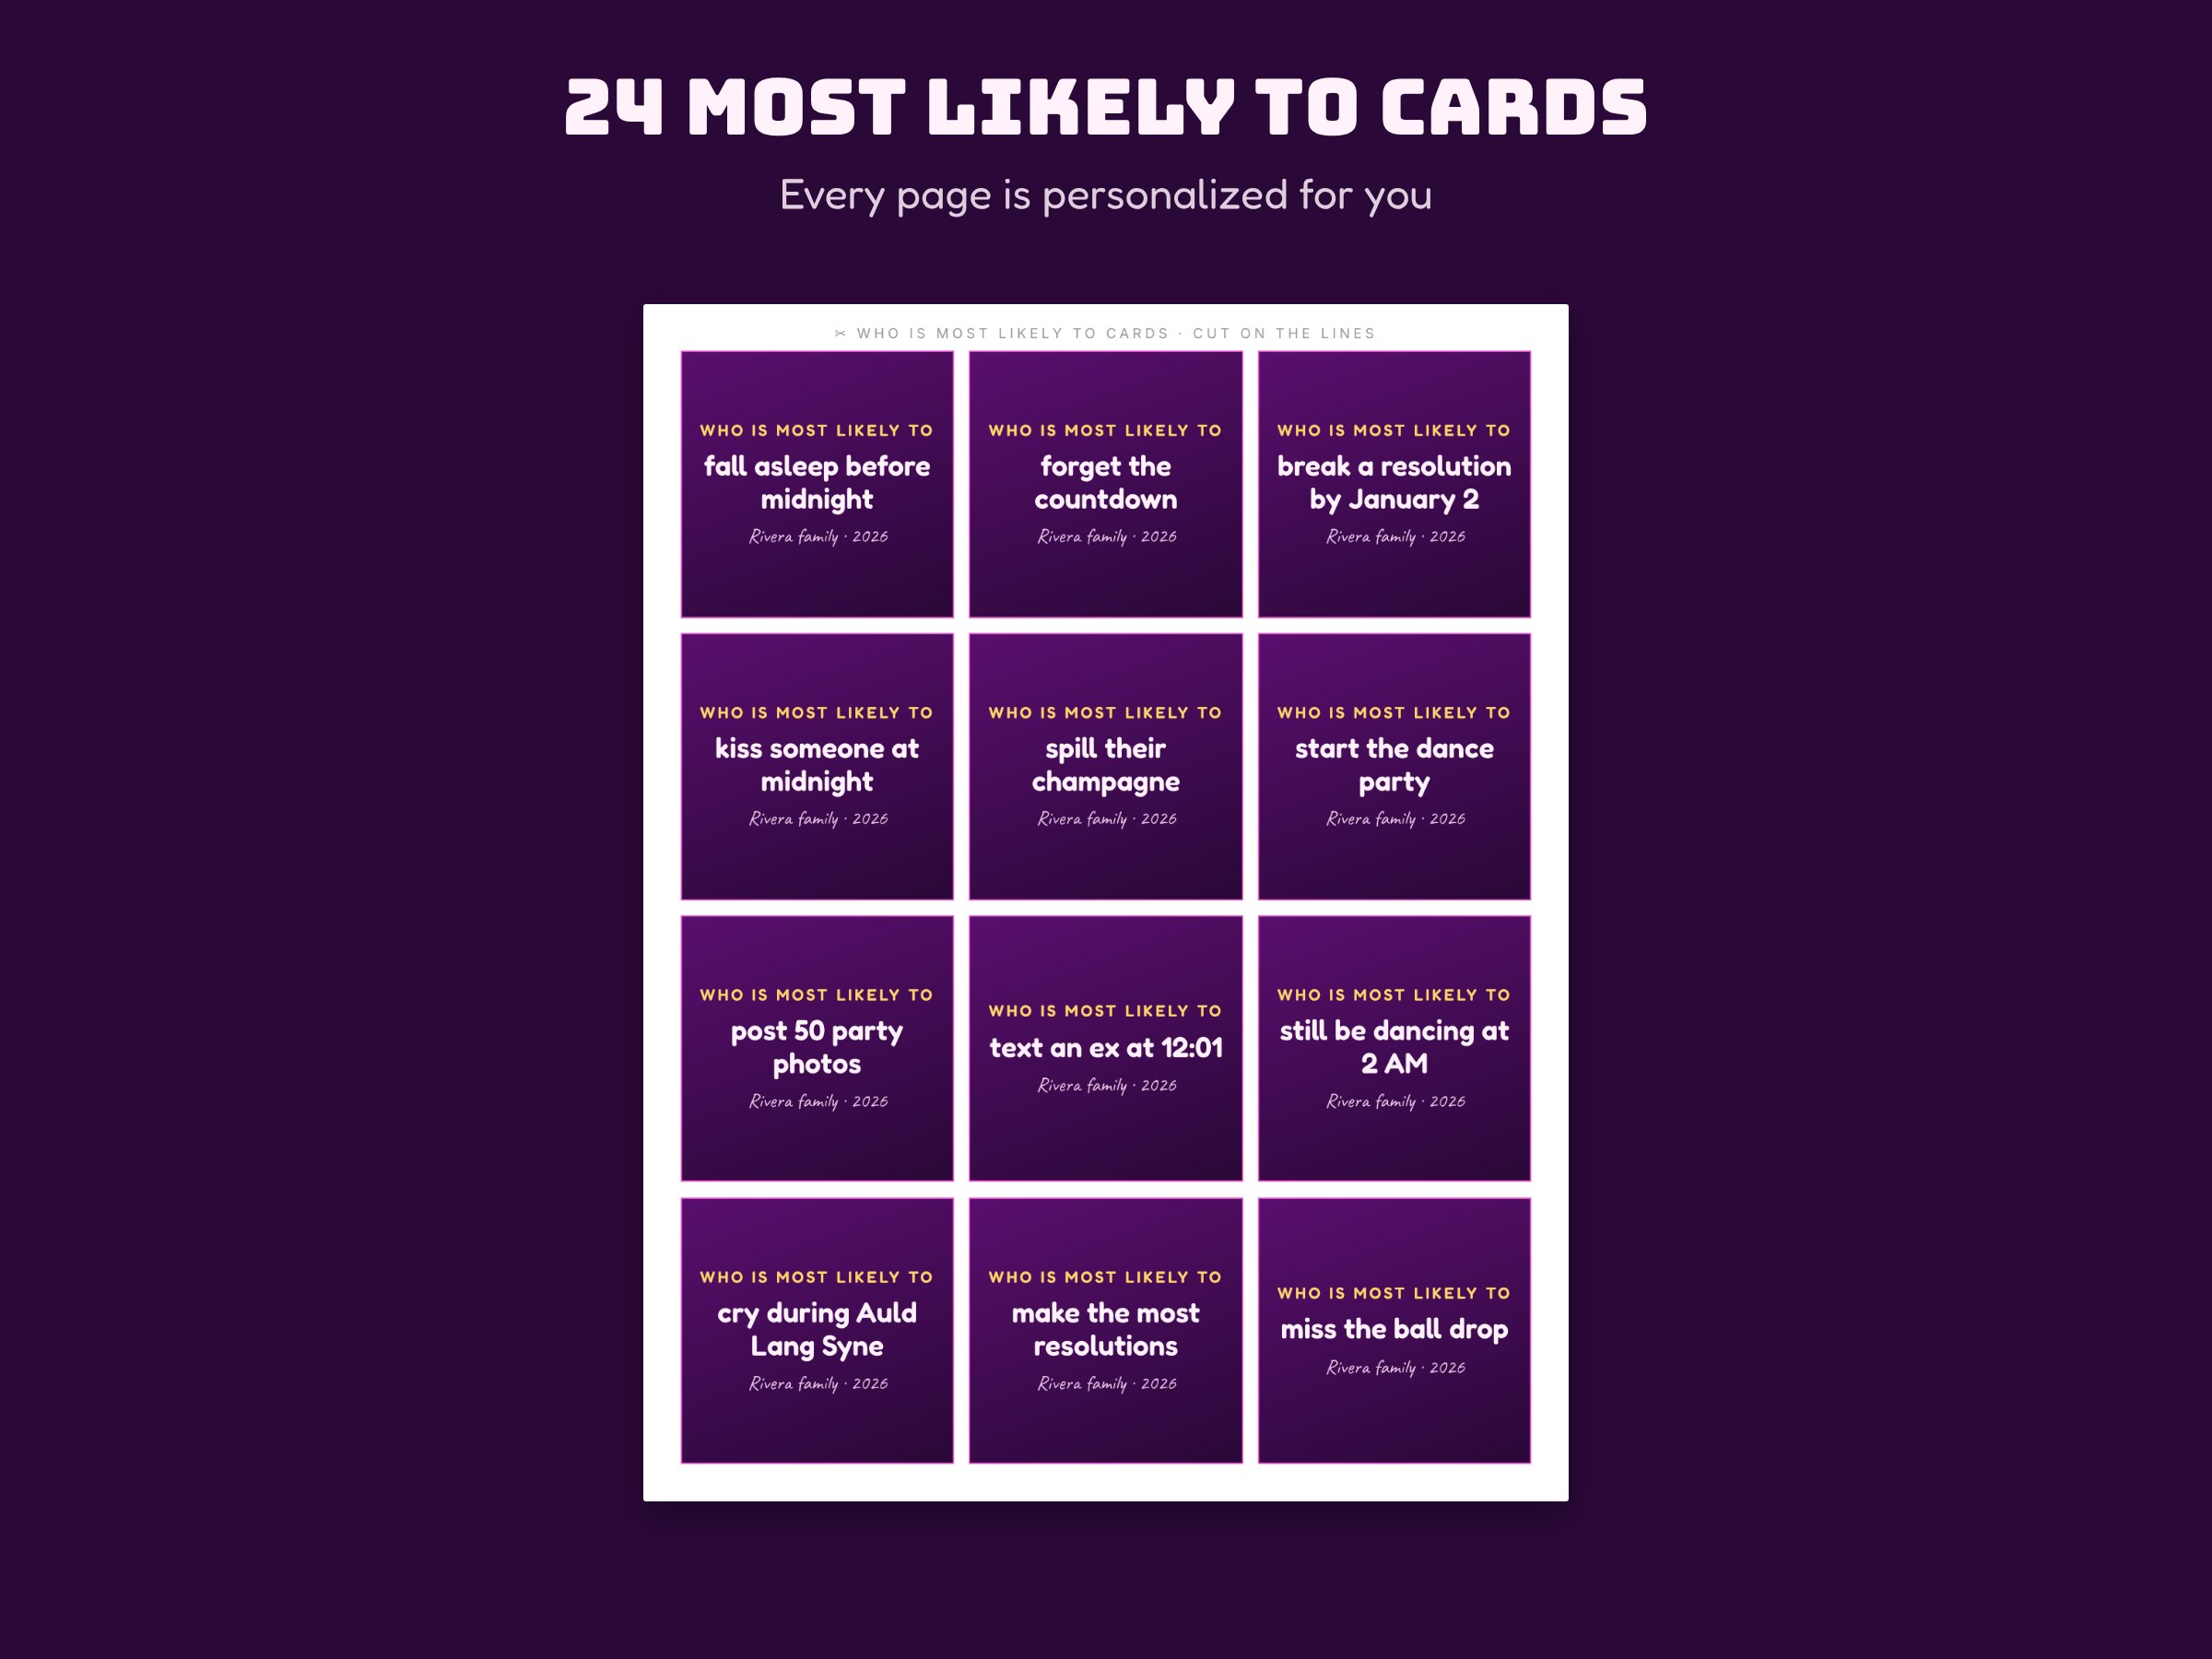 24 MOST LIKELY TO CARDS
Every page is personalized for you
✂ WHO IS MOST LIKELY TO CARDS · CUT ON THE LINES
WHO IS MOST LIKELY TO
fall asleep before
midnight
Rivera family · 2026
WHO IS MOST LIKELY TO
forget the
countdown
Rivera family · 2026
WHO IS MOST LIKELY TO
break a resolution
by January 2
Rivera family · 2026
WHO IS MOST LIKELY TO
kiss someone at
midnight
Rivera family · 2026
WHO IS MOST LIKELY TO
spill their
champagne
Rivera family · 2026
WHO IS MOST LIKELY TO
start the dance
party
Rivera family · 2026
WHO IS MOST LIKELY TO
post 50 party
photos
Rivera family · 2026
WHO IS MOST LIKELY TO
text an ex at 12:01
Rivera family · 2026
WHO IS MOST LIKELY TO
still be dancing at
2 AM
Rivera family · 2026
WHO IS MOST LIKELY TO
cry during Auld
Lang Syne
Rivera family · 2026
WHO IS MOST LIKELY TO
make the most
resolutions
Rivera family · 2026
WHO IS MOST LIKELY TO
miss the ball drop
Rivera family · 2026